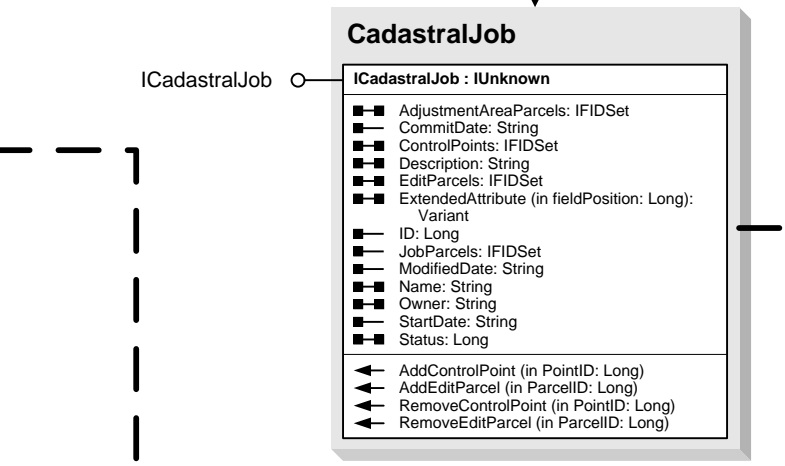 CadastralJob
ICadastralJob
ICadastralJob : IUnknown
AdjustmentAreaParcels: IFIDSet
CommitDate: String
ControlPoints: IFIDSet
Description: String
EditParcels: IFIDSet
ExtendedAttribute (in fieldPosition: Long):
Variant
ID: Long
JobParcels: IFIDSet
ModifiedDate: String
Name: String
Owner: String
StartDate: String
Status: Long
AddControlPoint (in PointID: Long)
AddEditParcel (in ParcelID: Long)
RemoveControlPoint (in PointID: Long)
RemoveEditParcel (in ParcelID: Long)